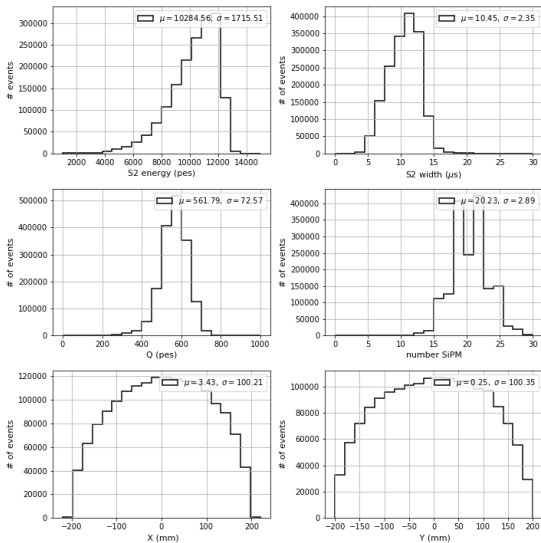 μ = 10284.56, σ = 1715.51
# events
300000
250000
200000
150000
100000
50000
0
2000 4000 6000 8000 10000 12000 14000
S2 energy (pes)
μ = 10.45, σ = 2.35
# of events
400000
350000
300000
250000
200000
150000
100000
50000
0
0 5 10 15 20 25 30
S2 width (μs)
μ = 561.79, σ = 72.57
# of events
500000
400000
300000
200000
100000
0
0 200 400 600 800 1000
Q (pes)
μ = 20.23, σ = 2.89
# of events
400000
350000
300000
250000
200000
150000
100000
50000
0
0 5 10 15 20 25 30
number SiPM
μ = 3.43, σ = 100.21
# of events
120000
100000
80000
60000
40000
20000
0
−200 −100 0 100 200
X (mm)
μ = 0.25, σ = 100.35
# of events
100000
80000
60000
40000
20000
0
−200 −150 −100 −50 0 50 100 150 200
Y (mm)